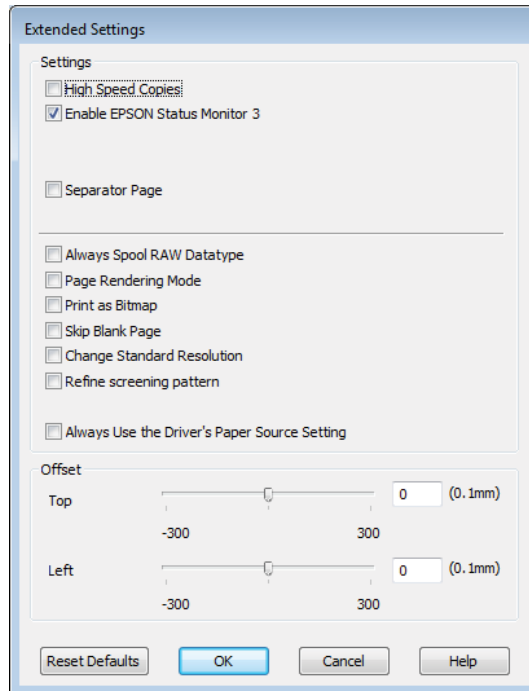 Extended Settings
Settings
High Speed Copies
Enable EPSON Status Monitor 3
Separator Page
Always Spool RAW Datatype
Page Rendering Mode
Print as Bitmap
Skip Blank Page
Change Standard Resolution
Refine screening pattern
Always Use the Driver's Paper Source Setting
Offset
Top 0 (0.1mm)
-300 300
Left 0 (0.1mm)
-300 300
Reset Defaults OK Cancel Help